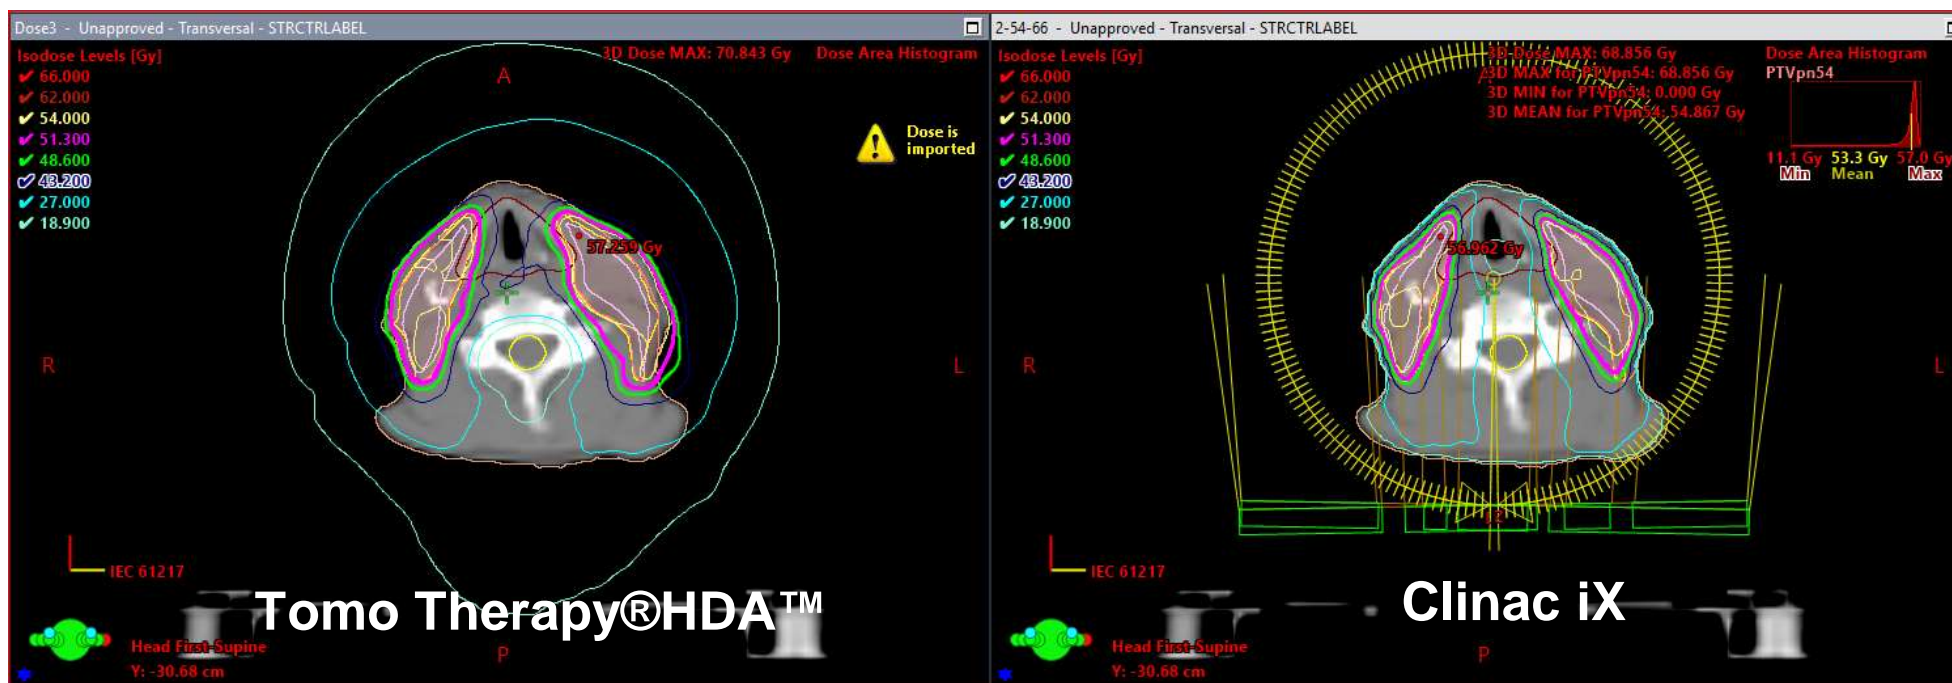 Dose3 - Unapproved - Transversal - STRCTRLABEL
Isodose Levels [Gy]
3D Dose MAX: 70.843 Gy
Dose Area Histogram
✔ 66.000
✔ 62.000
✔ 54.000
✔ 51.300
✔ 48.600
✔ 43.200
✔ 27.000
✔ 18.900
A
Dose is
imported
57.259 Gy
R
L
IEC 61217
Tomo Therapy®HDA™
Head First-Supine
P
Y: -30.68 cm
2-54-66 - Unapproved - Transversal - STRCTRLABEL
Isodose Levels [Gy]
3D Dose MAX: 68.856 Gy
3D MAX for PTVpn54: 68.856 Gy
3D MIN for PTVpn54: 0.000 Gy
3D MEAN for PTVpn54: 54.867 Gy
Dose Area Histogram
PTVpn54
11.1 Gy 53.3 Gy 57.0 Gy
Min Mean Max
✔ 66.000
✔ 62.000
✔ 54.000
✔ 51.300
✔ 48.600
✔ 43.200
✔ 27.000
✔ 18.900
56.962 Gy
R
L
IEC 61217
Clinac iX
Head First-Supine
P
Y: -30.68 cm